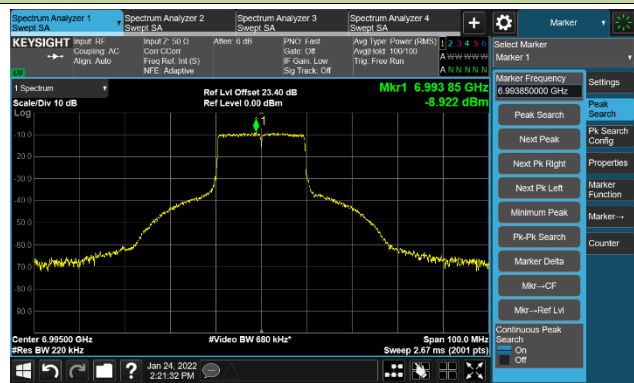 Spectrum Analyzer 1
Swept SA
Spectrum Analyzer 2
Swept SA
Spectrum Analyzer 3
Swept SA
Spectrum Analyzer 4
Swept SA
+
Marker
KEYSIGHT
Input: RF
Coupling: AC
Align: Auto
Input Z: 50 Ω
Corr CCorr
Freq Ref: Int (S)
NFE: Adaptive
Atten: 6 dB
PNO: Fast
Gate: Off
IF Gain: Low
Sig Track: Off
Avg Type: Power (RMS)
Avg|Hold: 100/100
Trig: Free Run
1 2 3 4 5 6
A W W W W W
A N N N N N
LU
Select Marker
Marker 1
1 Spectrum
Scale/Div 10 dB
Ref Lvl Offset 23.40 dB
Ref Level 0.00 dBm
Mkr1 6.993 85 GHz
-8.922 dBm
Log
1
-10.0
-20.0
-30.0
-40.0
-50.0
-60.0
-70.0
-80.0
-90.0
Center 6.99500 GHz
#Res BW 220 kHz
#Video BW 680 kHz*
Span 100.0 MHz
Sweep 2.67 ms (2001 pts)
Marker Frequency
6.993850000 GHz
Peak Search
Next Peak
Next Pk Right
Next Pk Left
Minimum Peak
Pk-Pk Search
Marker Delta
Mkr→CF
Mkr→Ref Lvl
Continuous Peak
Search
On
Off
Settings
Peak
Search
Pk Search
Config
Properties
Marker
Function
Marker→
Counter
?
Jan 24, 2022
2:21:32 PM